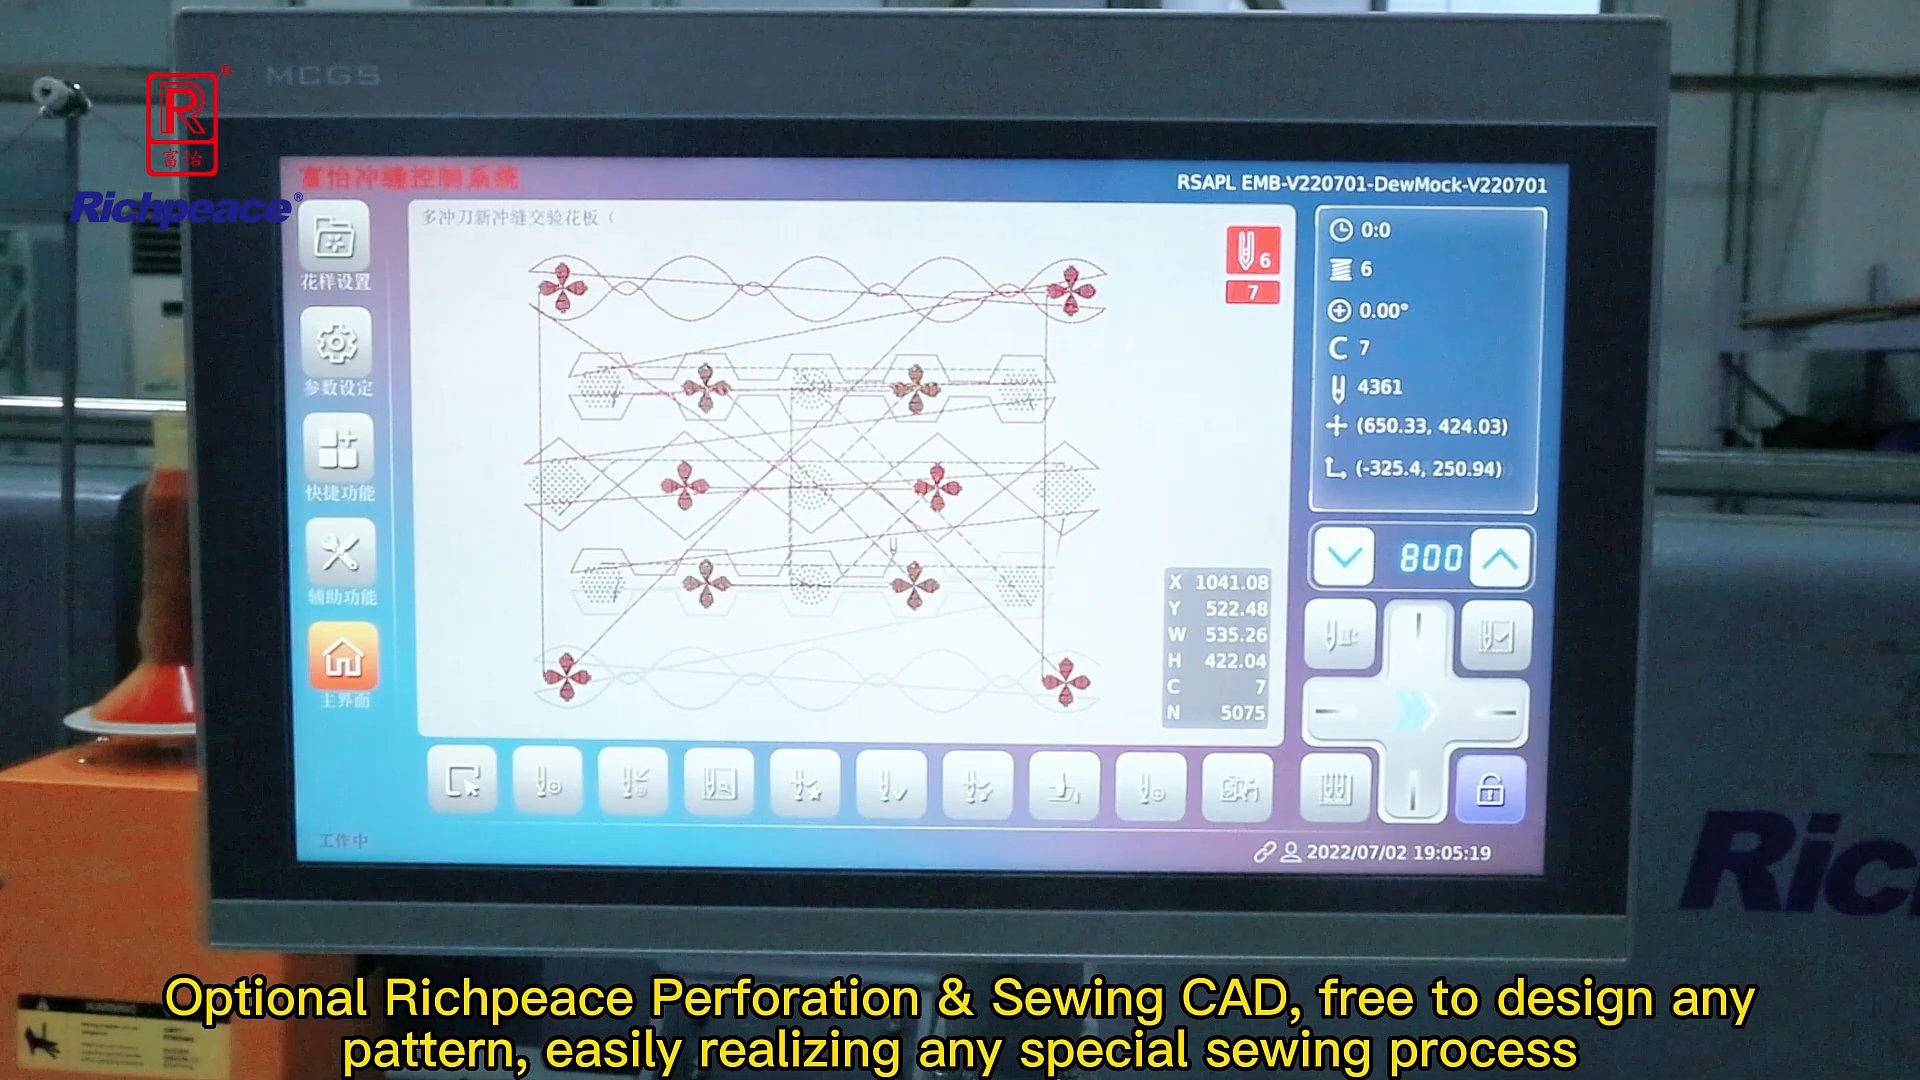 MCGS
R
富怡
Richpeace®
富怡冲缝控制系统
RSAPL EMB-V220701-DewMock-V220701
多冲刀新冲缝交验花板（
花样设置
参数设定
快捷功能
辅助功能
主界面
6
7
0:0
6
0.00°
C 7
4361
(650.33, 424.03)
(-325.4, 250.94)
800
X 1041.08
Y 522.48
W 535.26
H 422.04
C 7
N 5075
工作中
2022/07/02 19:05:19
Ric
Optional Richpeace Perforation & Sewing CAD, free to design any
pattern, easily realizing any special sewing process